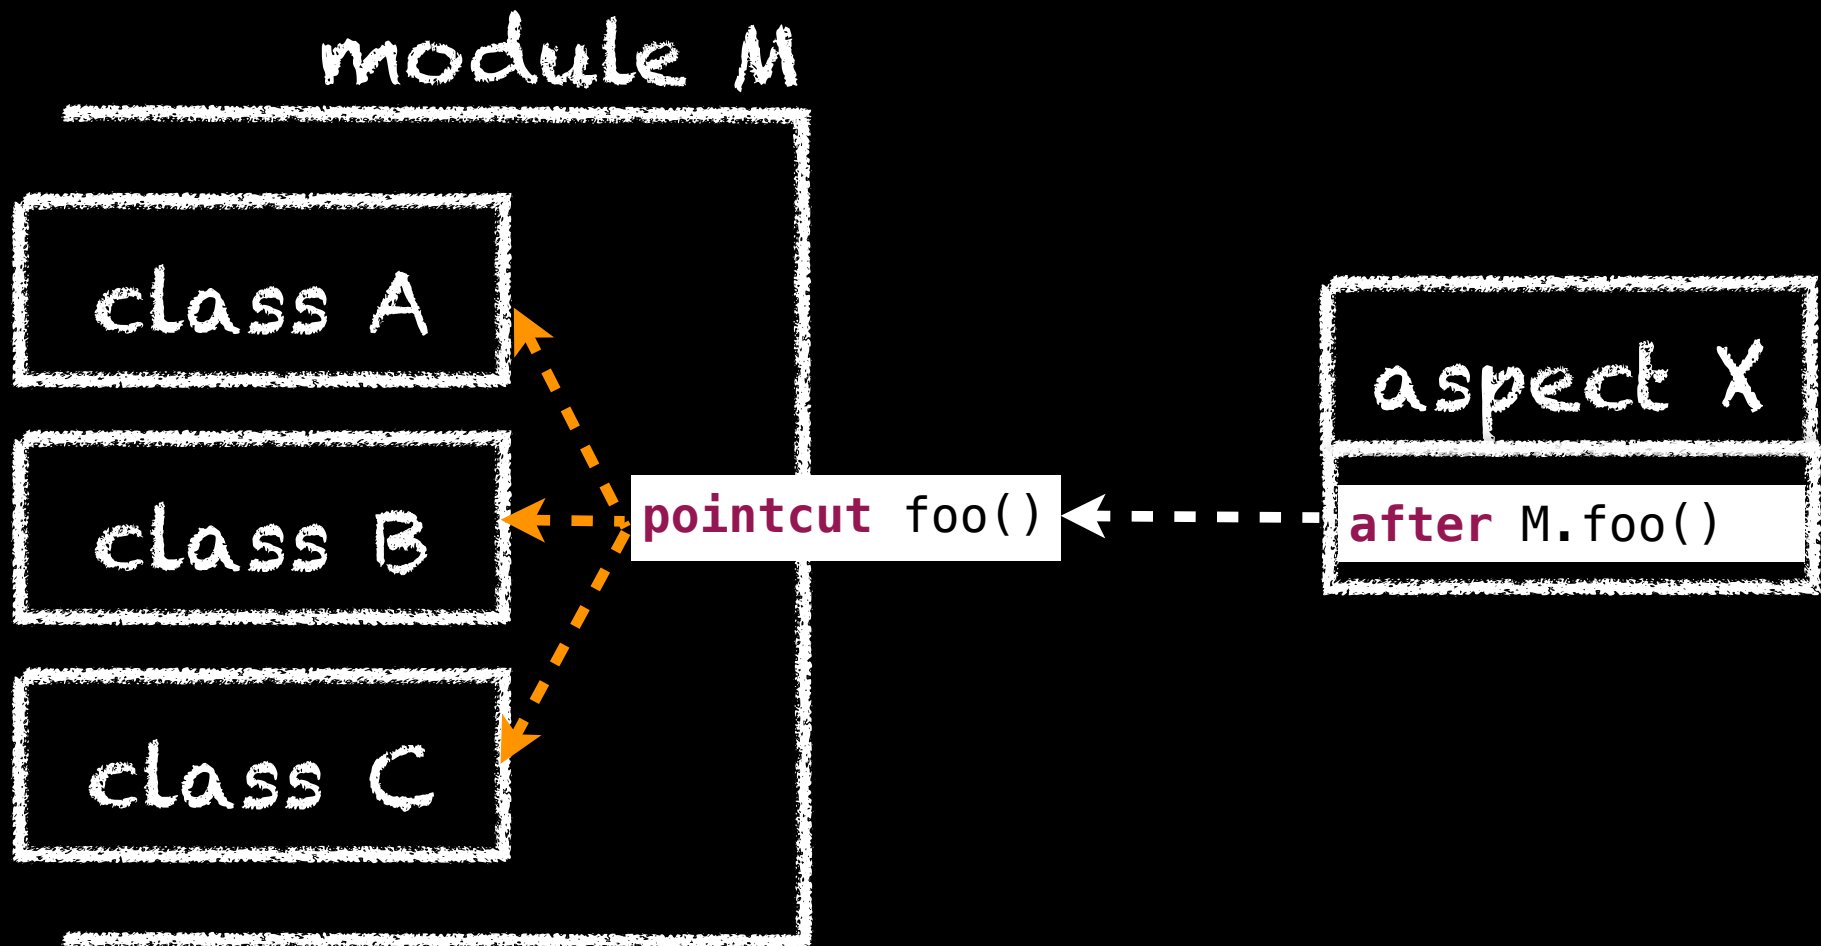 module M
class A
class B
class C
pointcut foo()
aspect X
after M.foo()